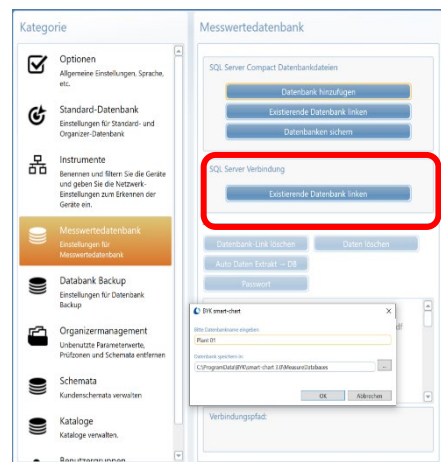 Kategorie
Optionen
Allgemeine Einstellungen, Sprache,
etc.
Standard-Datenbank
Einstellungen für Standard- und
Organizer-Datenbank
Instrumente
Benennen und filtern Sie die Geräte
und geben Sie die Netzwerk-
Einstellungen zum Erkennen der
Geräte ein.
Messwertedatenbank
Einstellungen für
Messwertedatenbank
Databank Backup
Einstellungen für Datenbank
Backup
Organizermanagement
Unbenutzte Parameterwerte,
Prüfzonen und Schemata entfernen
Schemata
Kundenschemata verwalten
Kataloge
Kataloge verwalten.
Benutzergruppen
Messwertedatenbank
SQL Server Compact Datenbankdateien
Datenbank hinzufügen
Existierende Datenbank linken
Datenbanken sichern
SQL Server Verbindung
Existierende Datenbank linken
Datenbank-Link löschen
Daten löschen
Auto Daten Extrakt -- DB
Passwort
BYK smart-chart
Bitte Datenbankname eingeben
Plant 01
Datenbank speichern in:
C:\ProgramData\BYK\smart-chart 3.0\MeasureDatabases
...
OK
Abbrechen
Verbindungspfad: